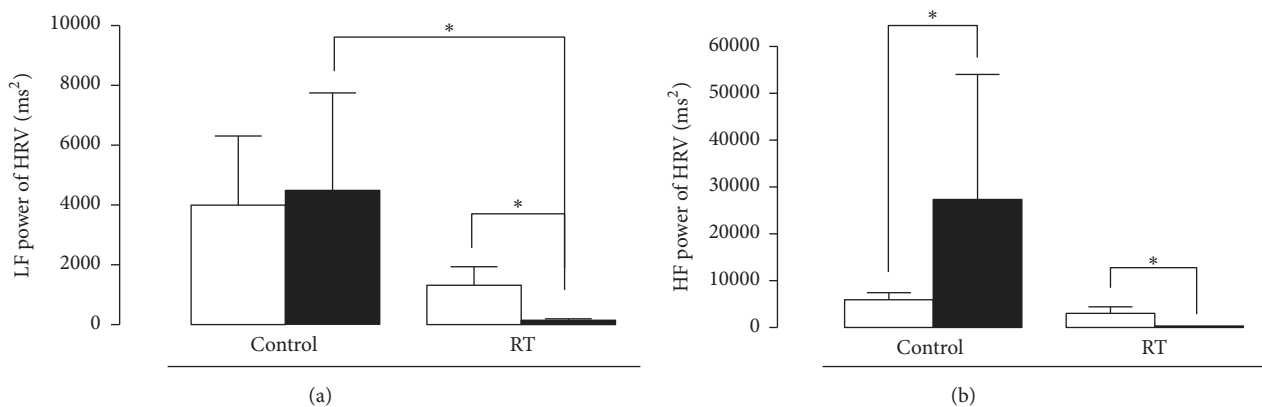 LF power of HRV (ms²)
10000
8000
6000
4000
2000
0
*
*
Control
RT
(a)
HF power of HRV (ms²)
60000
50000
40000
30000
20000
10000
0
*
*
Control
RT
(b)